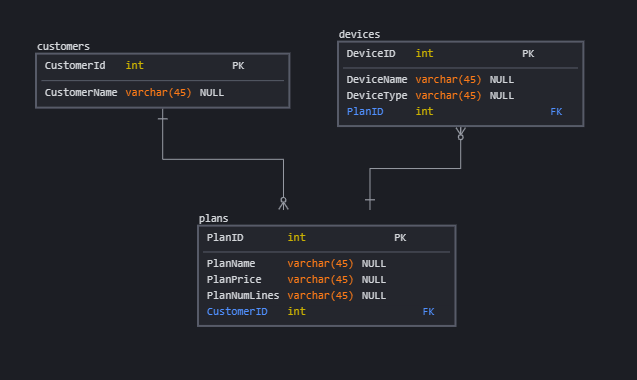 customers
CustomerId int PK
CustomerName varchar(45) NULL
devices
DeviceID int PK
DeviceName varchar(45) NULL
DeviceType varchar(45) NULL
PlanID int FK
plans
PlanID int PK
PlanName varchar(45) NULL
PlanPrice varchar(45) NULL
PlanNumLines varchar(45) NULL
CustomerID int FK